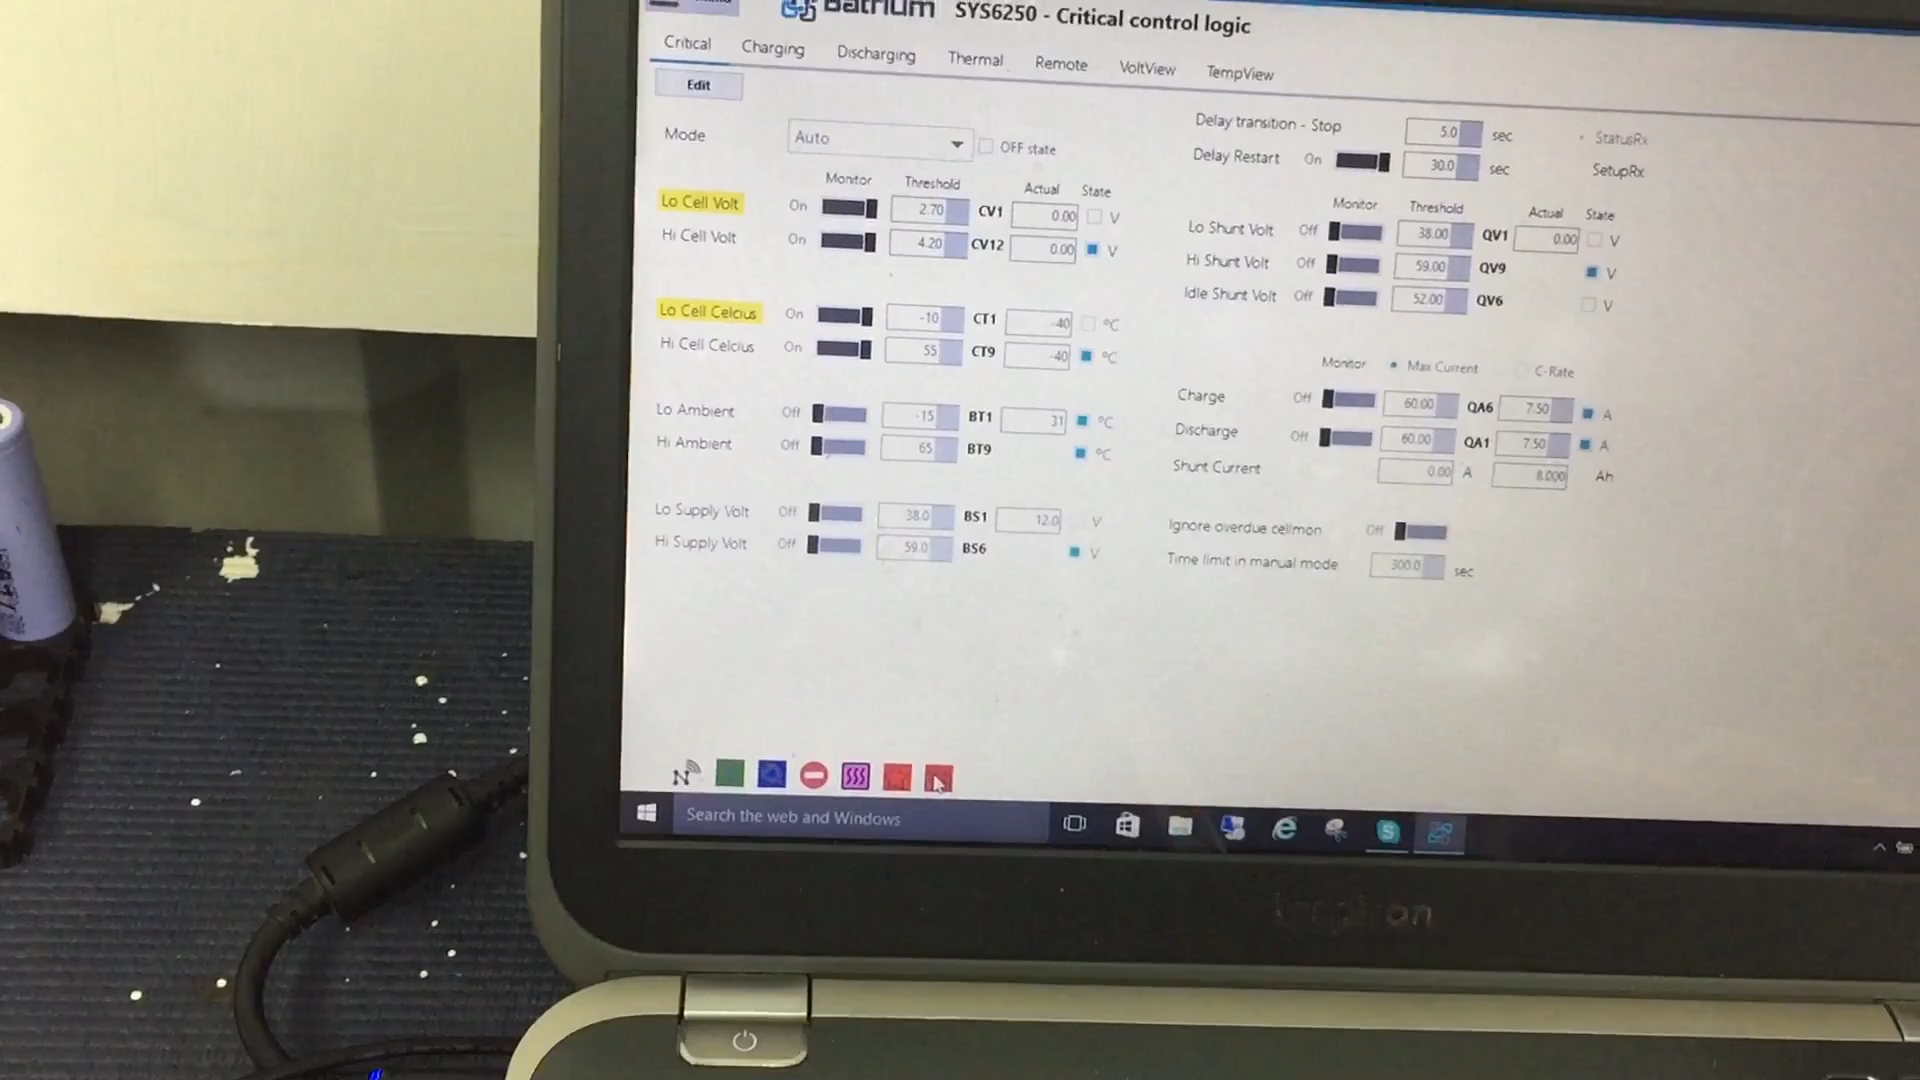 Batrium SYS6250 - Critical control logic
Critical Charging Discharging Thermal Remote VoltView TempView
Edit
Mode Auto OFF state
Monitor Threshold Actual State
Lo Cell Volt On 2.70 CV1 0.00 V
Hi Cell Volt On 4.20 CV12 0.00 V
Lo Cell Celcius On -10 CT1 -40 °C
Hi Cell Celcius On 55 CT9 -40 °C
Lo Ambient Off -15 BT1 31 °C
Hi Ambient Off 65 BT9 °C
Lo Supply Volt Off 38.0 BS1 12.0 V
Hi Supply Volt Off 59.0 BS6 V
Delay transition - Stop 5.0 sec StatusRx
Delay Restart On 30.0 sec SetupRx
Monitor Threshold Actual State
Lo Shunt Volt Off 38.00 QV1 0.00 V
Hi Shunt Volt Off 59.00 QV9 V
Idle Shunt Volt Off 52.00 QV6 V
Monitor Max Current C-Rate
Charge Off 60.00 QA6 7.50 A
Discharge Off 60.00 QA1 7.50 A
Shunt Current 0.00 A 8.000 Ah
Ignore overdue cellmon Off
Time limit in manual mode 300.0 sec
N
Search the web and Windows
inspiron